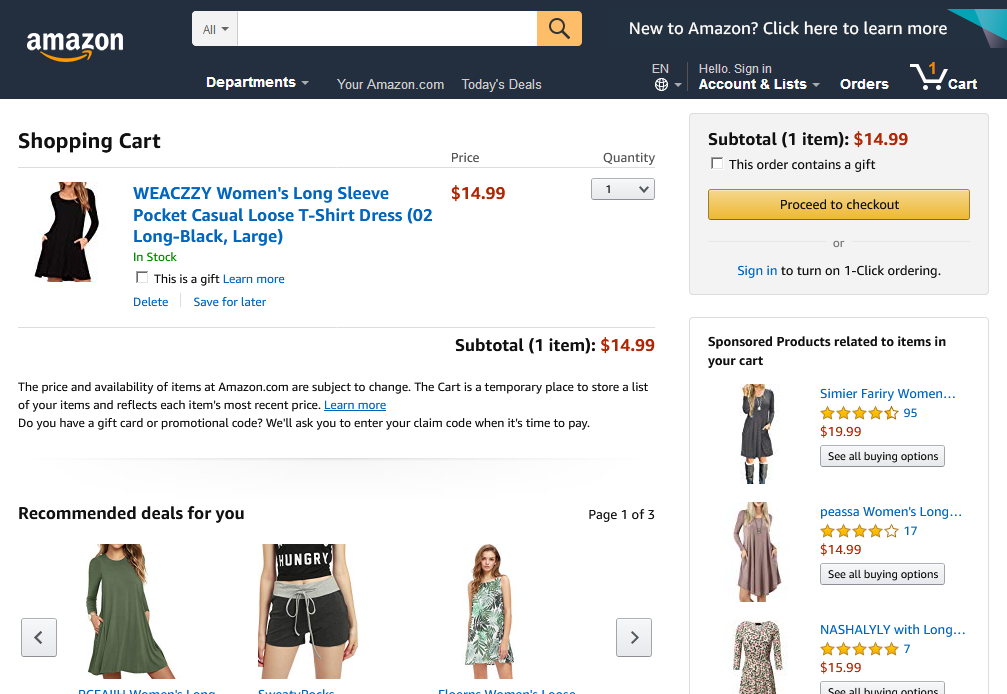 amazon
All
New to Amazon? Click here to learn more
Departments
Your Amazon.com
Today's Deals
EN
Hello. Sign in
Account & Lists
Orders
1
Cart
Shopping Cart
Price
Quantity
WEACZZY Women's Long Sleeve
Pocket Casual Loose T-Shirt Dress (02
Long-Black, Large)
$14.99
1
In Stock
This is a gift Learn more
Delete
Save for later
Subtotal (1 item): $14.99
The price and availability of items at Amazon.com are subject to change. The Cart is a temporary place to store a list
of your items and reflects each item's most recent price. Learn more
Do you have a gift card or promotional code? We'll ask you to enter your claim code when it's time to pay.
Recommended deals for you
Page 1 of 3
HUNGRY
Women's Long
SweatyRocks
Floerns Women's Loose
Subtotal (1 item): $14.99
This order contains a gift
Proceed to checkout
or
Sign in to turn on 1-Click ordering.
Sponsored Products related to items in
your cart
Simier Fariry Women...
95
$19.99
See all buying options
peassa Women's Long...
17
$14.99
See all buying options
NASHALYLY with Long...
7
$15.99
See all buying options